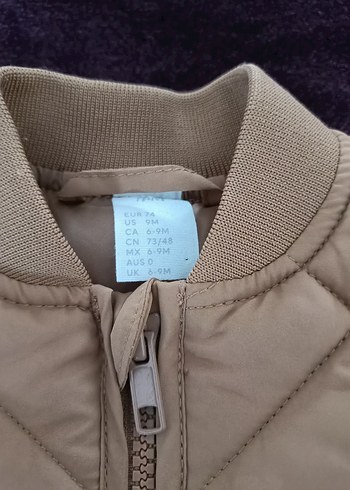 H&M
EUR 74
US 9M
CA 6-9M
CN 73/48
MX 6-9M
AUS 0
UK 6-9M